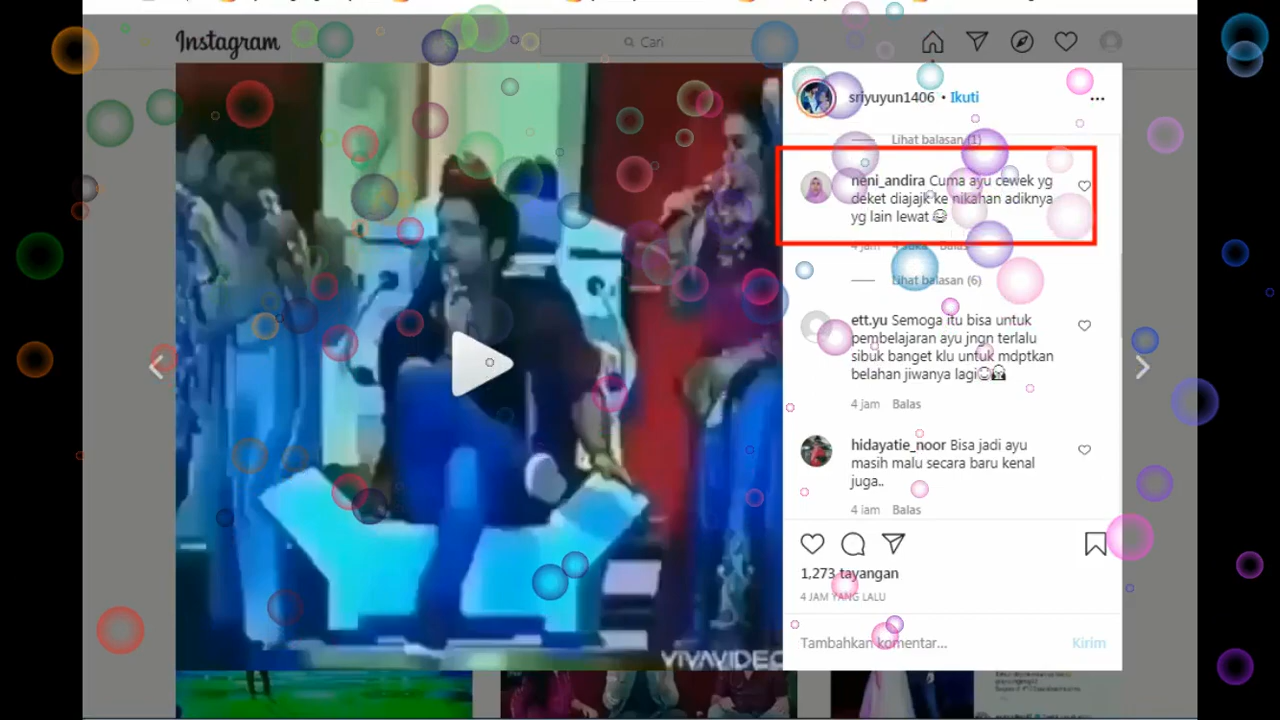 Instagram
Cari
sriyuyun1406 • Ikuti
Lihat balasan (1)
neni_andira Cuma ayu cewek yg
deket diajajk ke nikahan adiknya
yg lain lewat
4 jam 4 Suka Balas
Lihat balasan (6)
ett.yu Semoga itu bisa untuk
pembelajaran ayu jngn terlalu
sibuk banget klu untuk mdptkan
belahan jiwanya lagi
4 jam Balas
hidayatie_noor Bisa jadi ayu
masih malu secara baru kenal
juga..
4 jam Balas
1,273 tayangan
4 JAM YANG LALU
Tambahkan komentar... Kirim
VIVAVIDEO